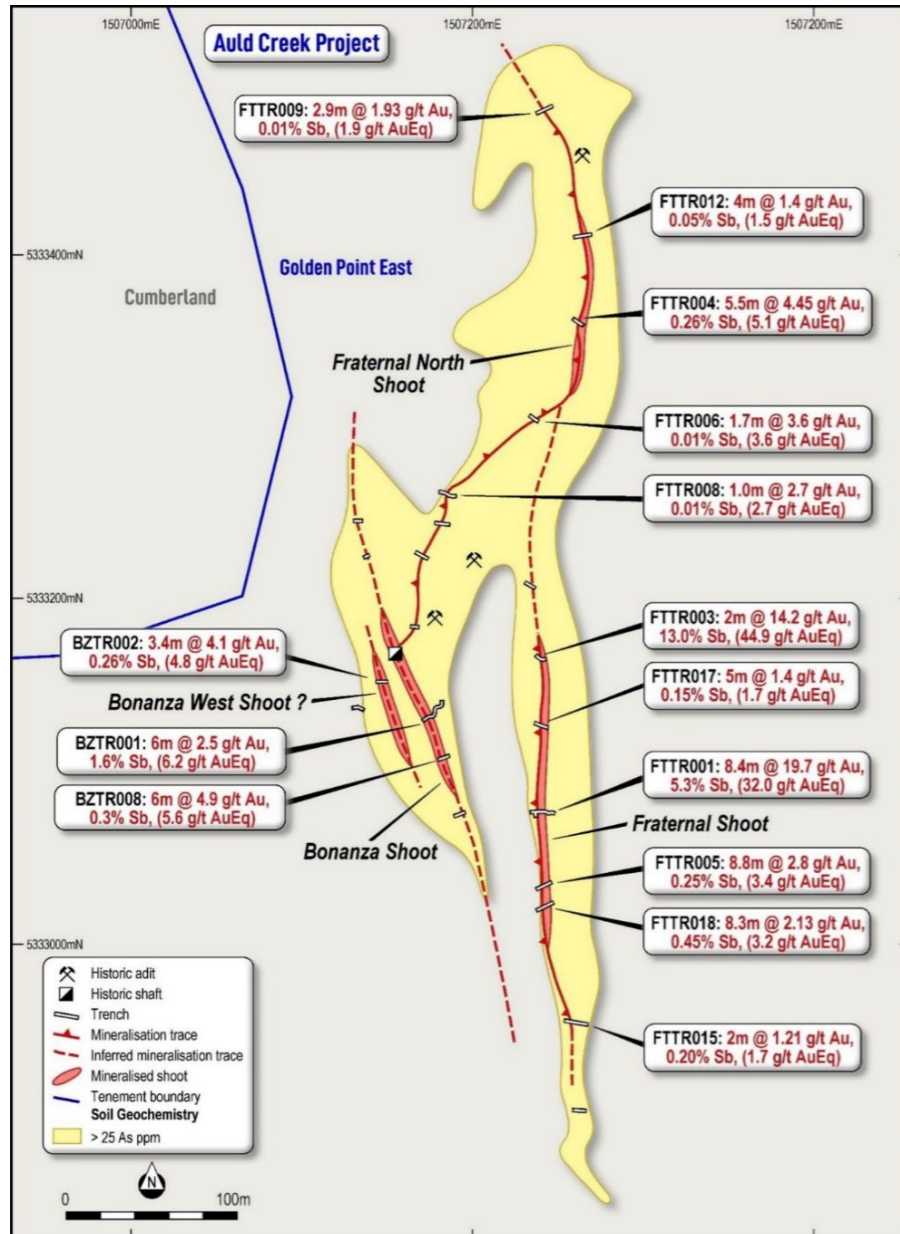 1507000mE
1507200mE
1507200mE
Auld Creek Project
FTTR009: 2.9m @ 1.93 g/t Au,
0.01% Sb, (1.9 g/t AuEq)
FTTR012: 4m @ 1.4 g/t Au,
0.05% Sb, (1.5 g/t AuEq)
5333400mN
Golden Point East
Cumberland
FTTR004: 5.5m @ 4.45 g/t Au,
0.26% Sb, (5.1 g/t AuEq)
Fraternal North
Shoot
FTTR006: 1.7m @ 3.6 g/t Au,
0.01% Sb, (3.6 g/t AuEq)
FTTR008: 1.0m @ 2.7 g/t Au,
0.01% Sb, (2.7 g/t AuEq)
5333200mN
BZTR002: 3.4m @ 4.1 g/t Au,
0.26% Sb, (4.8 g/t AuEq)
FTTR003: 2m @ 14.2 g/t Au,
13.0% Sb, (44.9 g/t AuEq)
Bonanza West Shoot ?
FTTR017: 5m @ 1.4 g/t Au,
0.15% Sb, (1.7 g/t AuEq)
BZTR001: 6m @ 2.5 g/t Au,
1.6% Sb, (6.2 g/t AuEq)
FTTR001: 8.4m @ 19.7 g/t Au,
5.3% Sb, (32.0 g/t AuEq)
BZTR008: 6m @ 4.9 g/t Au,
0.3% Sb, (5.6 g/t AuEq)
Fraternal Shoot
Bonanza Shoot
FTTR005: 8.8m @ 2.8 g/t Au,
0.25% Sb, (3.4 g/t AuEq)
FTTR018: 8.3m @ 2.13 g/t Au,
0.45% Sb, (3.2 g/t AuEq)
5333000mN
FTTR015: 2m @ 1.21 g/t Au,
0.20% Sb, (1.7 g/t AuEq)
Historic adit
Historic shaft
Trench
Mineralisation trace
Inferred mineralisation trace
Mineralised shoot
Tenement boundary
Soil Geochemistry
> 25 As ppm
N
0 100m